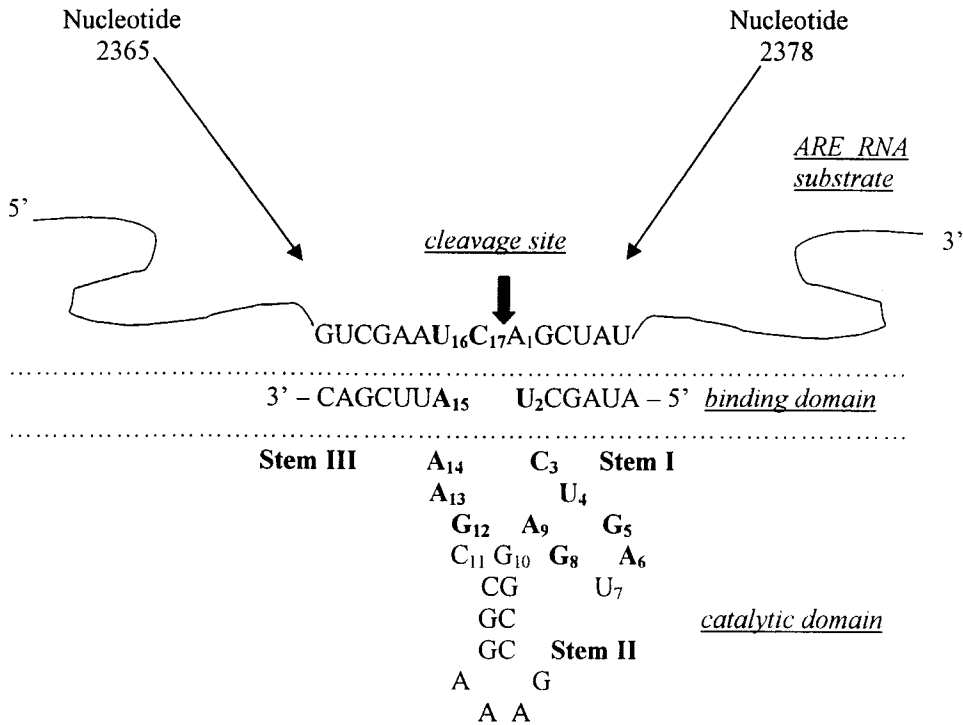 Nucleotide 2365
Nucleotide 2378
ARE RNA substrate
5’
cleavage site
3’
GUCGAAU₁₆C₁₇A₁GCUAU
3’ – CAGCUUA₁₅ U₂CGAUA – 5’ binding domain
Stem III A₁₄ C₃ Stem I
A₁₃ U₄
G₁₂ A₉ G₅
C₁₁ G₁₀ G₈ A₆
CG U₇
GC catalytic domain
GC Stem II
A G
A A